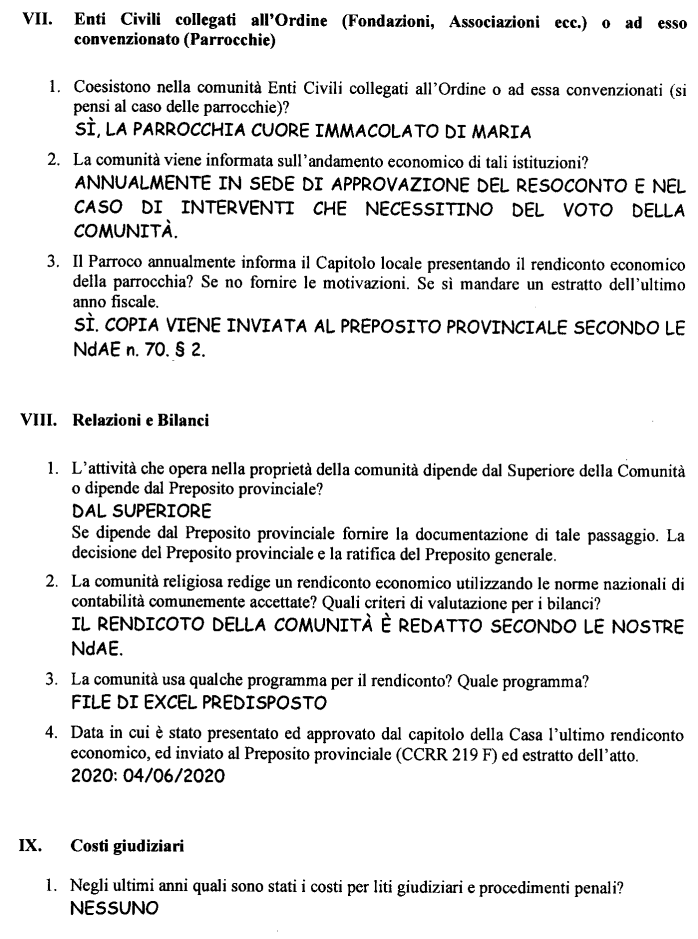 VII. Enti Civili collegati all'Ordine (Fondazioni, Associazioni ecc.) o ad esso
convenzionato (Parrocchie)
1. Coesistono nella comunità Enti Civili collegati all'Ordine o ad essa convenzionati (si
pensi al caso delle parrocchie)?
SÌ, LA PARROCCHIA CUORE IMMACOLATO DI MARIA
2. La comunità viene informata sull'andamento economico di tali istituzioni?
ANNUALMENTE IN SEDE DI APPROVAZIONE DEL RESOCONTO E NEL
CASO DI INTERVENTI CHE NECESSITINO DEL VOTO DELLA
COMUNITÀ.
3. Il Parroco annualmente informa il Capitolo locale presentando il rendiconto economico
della parrocchia? Se no fornire le motivazioni. Se sì mandare un estratto dell'ultimo
anno fiscale.
SÌ. COPIA VIENE INVIATA AL PREPOSITO PROVINCIALE SECONDO LE
NdAE n. 70. § 2.
VIII. Relazioni e Bilanci
1. L'attività che opera nella proprietà della comunità dipende dal Superiore della Comunità
o dipende dal Preposito provinciale?
DAL SUPERIORE
Se dipende dal Preposito provinciale fornire la documentazione di tale passaggio. La
decisione del Preposito provinciale e la ratifica del Preposito generale.
2. La comunità religiosa redige un rendiconto economico utilizzando le norme nazionali di
contabilità comunemente accettate? Quali criteri di valutazione per i bilanci?
IL RENDICOTO DELLA COMUNITÀ È REDATTO SECONDO LE NOSTRE
NdAE.
3. La comunità usa qualche programma per il rendiconto? Quale programma?
FILE DI EXCEL PREDISPOSTO
4. Data in cui è stato presentato ed approvato dal capitolo della Casa l'ultimo rendiconto
economico, ed inviato al Preposito provinciale (CCRR 219 F) ed estratto dell'atto.
2020: 04/06/2020
IX. Costi giudiziari
1. Negli ultimi anni quali sono stati i costi per liti giudiziari e procedimenti penali?
NESSUNO